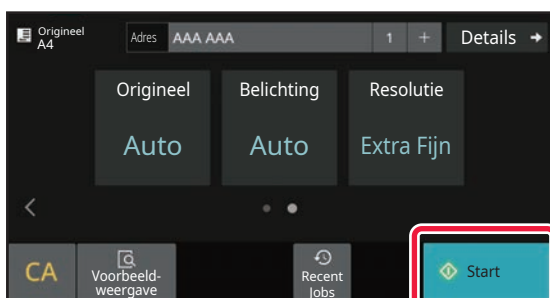 Origineel
A4
Adres AAA AAA 1 + Details
Origineel Belichting Resolutie
Auto Auto Extra Fijn
CA
Voorbeeld-
weergave
Recent
Jobs
Start